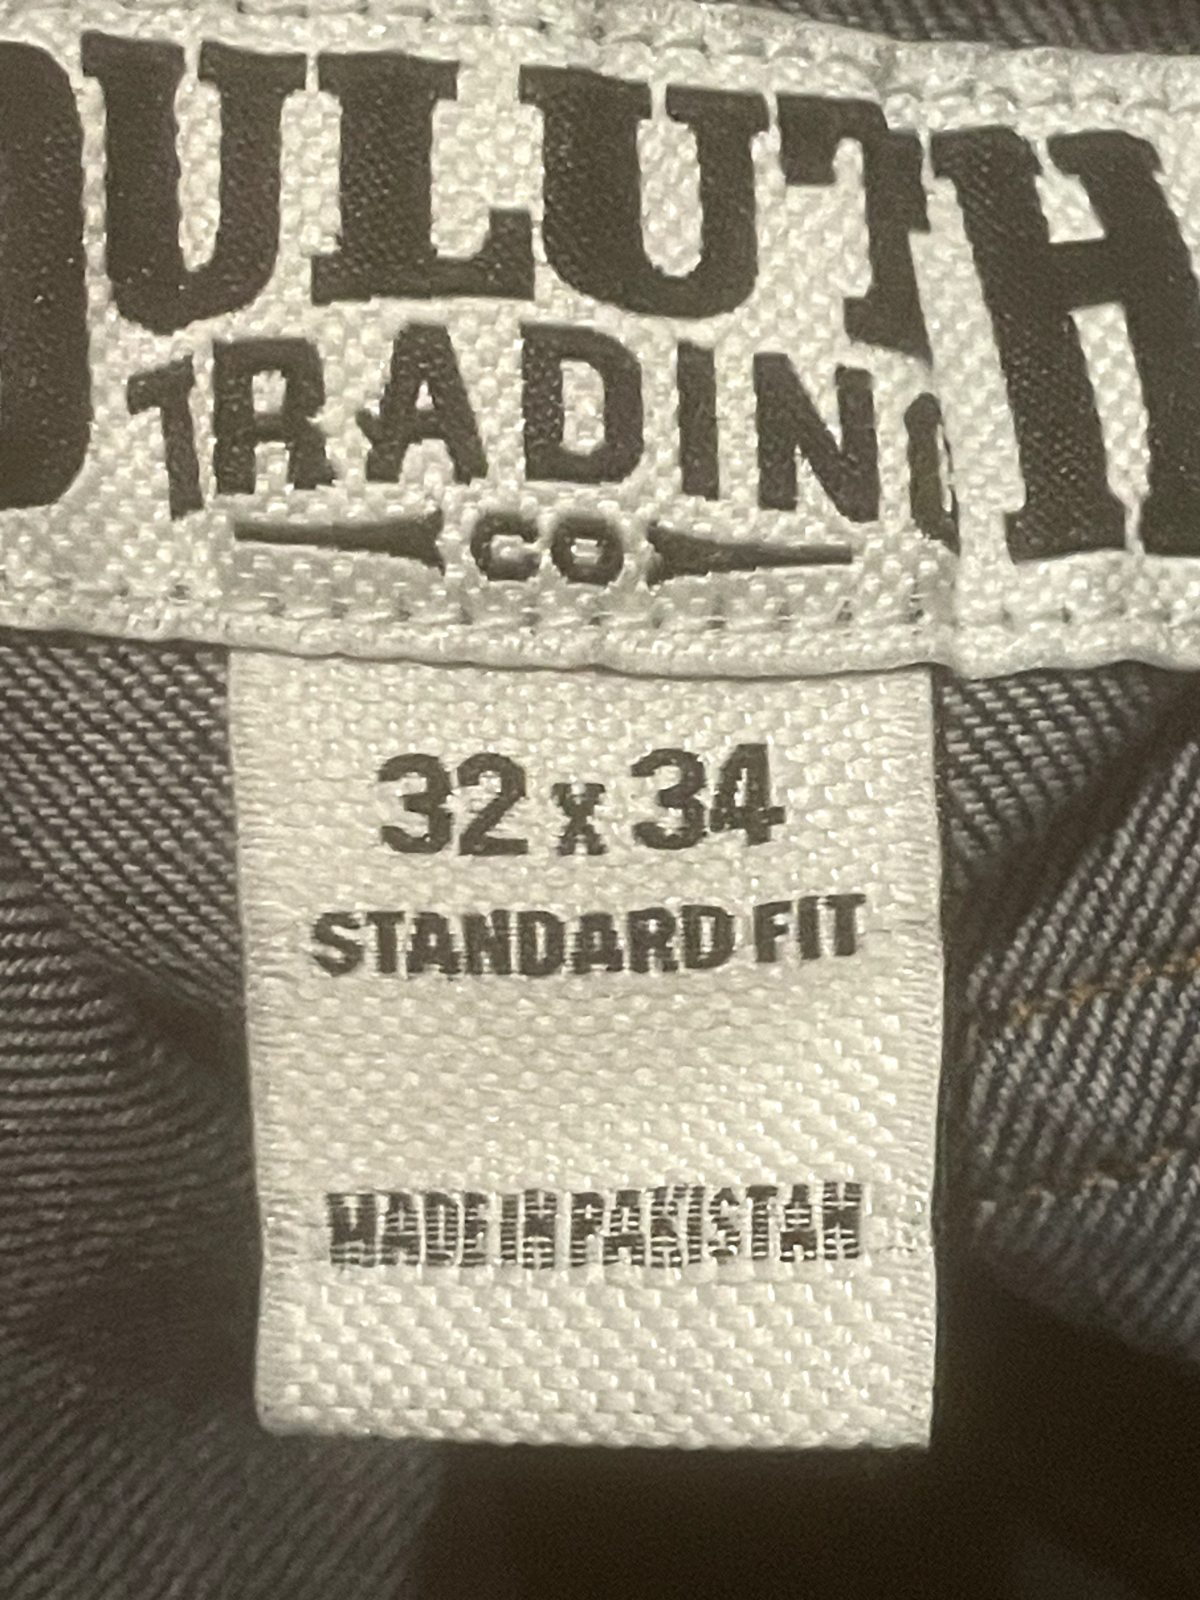 DULUTH
TRADING
CO
32 x 34
STANDARD FIT
MADE IN PAKISTAN